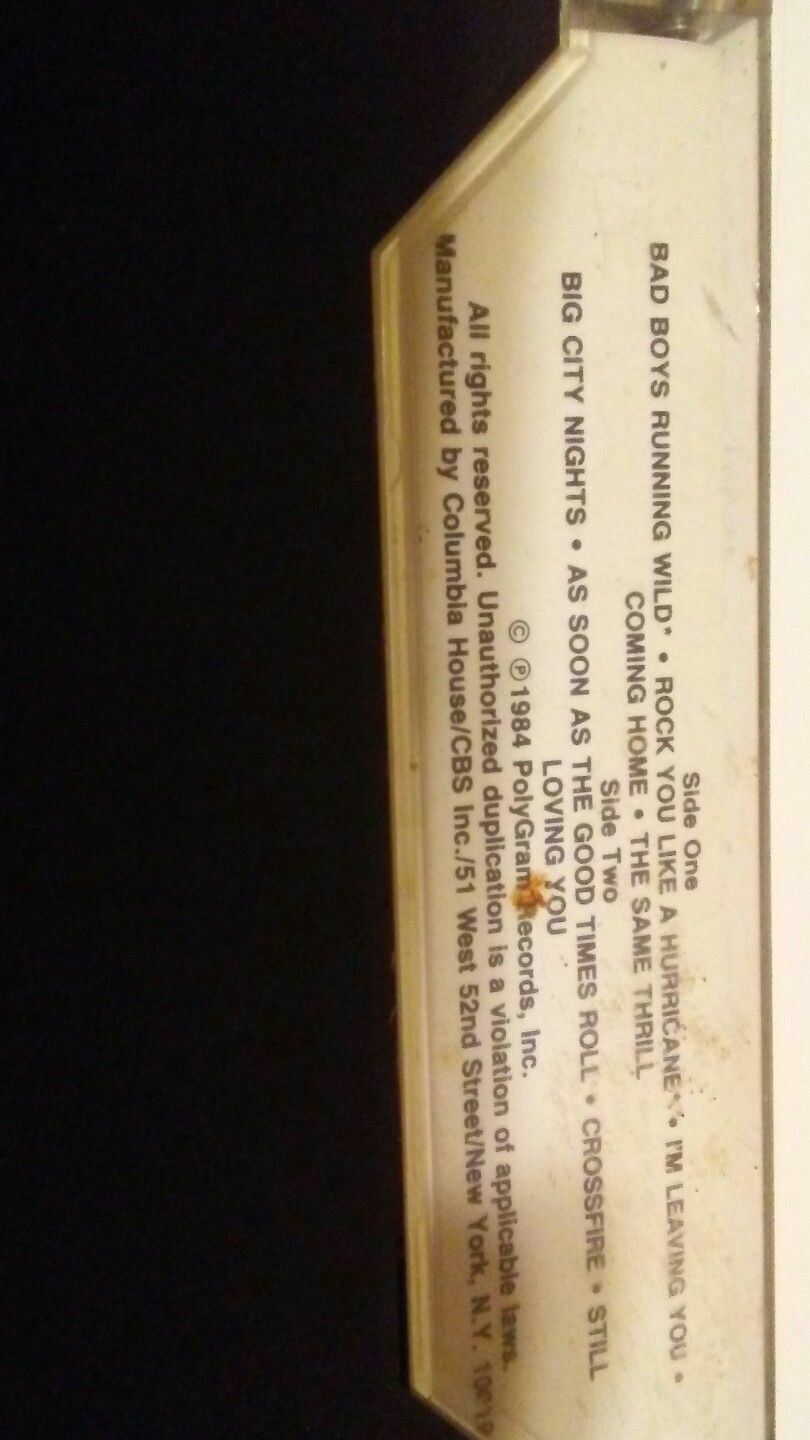 Side One
BAD BOYS RUNNING WILD* • ROCK YOU LIKE A HURRICANE** • I'M LEAVING YOU •
COMING HOME • THE SAME THRILL
Side Two
BIG CITY NIGHTS • AS SOON AS THE GOOD TIMES ROLL • CROSSFIRE • STILL
LOVING YOU
© ℗1984 PolyGram Records, Inc.
All rights reserved. Unauthorized duplication is a violation of applicable laws.
Manufactured by Columbia House/CBS Inc./51 West 52nd Street/New York, N.Y.